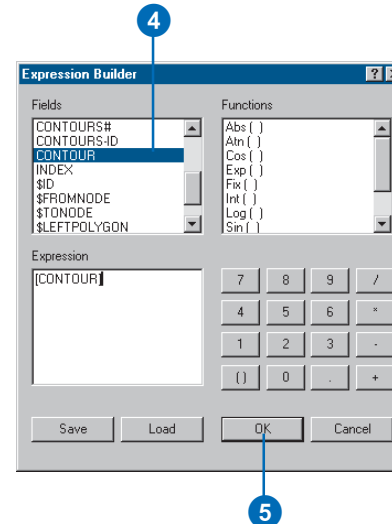 4
Expression Builder
Fields
Functions
CONTOURS#
CONTOURS-ID
CONTOUR
INDEX
$ID
$FROMNODE
$TONODE
$LEFTPOLYGON
Abs ( )
Atn ( )
Cos ( )
Exp ( )
Fix ( )
Int ( )
Log ( )
Sin ( )
Expression
[CONTOUR]
7 8 9 /
4 5 6 *
1 2 3 -
( ) 0 . +
Save Load OK Cancel
5